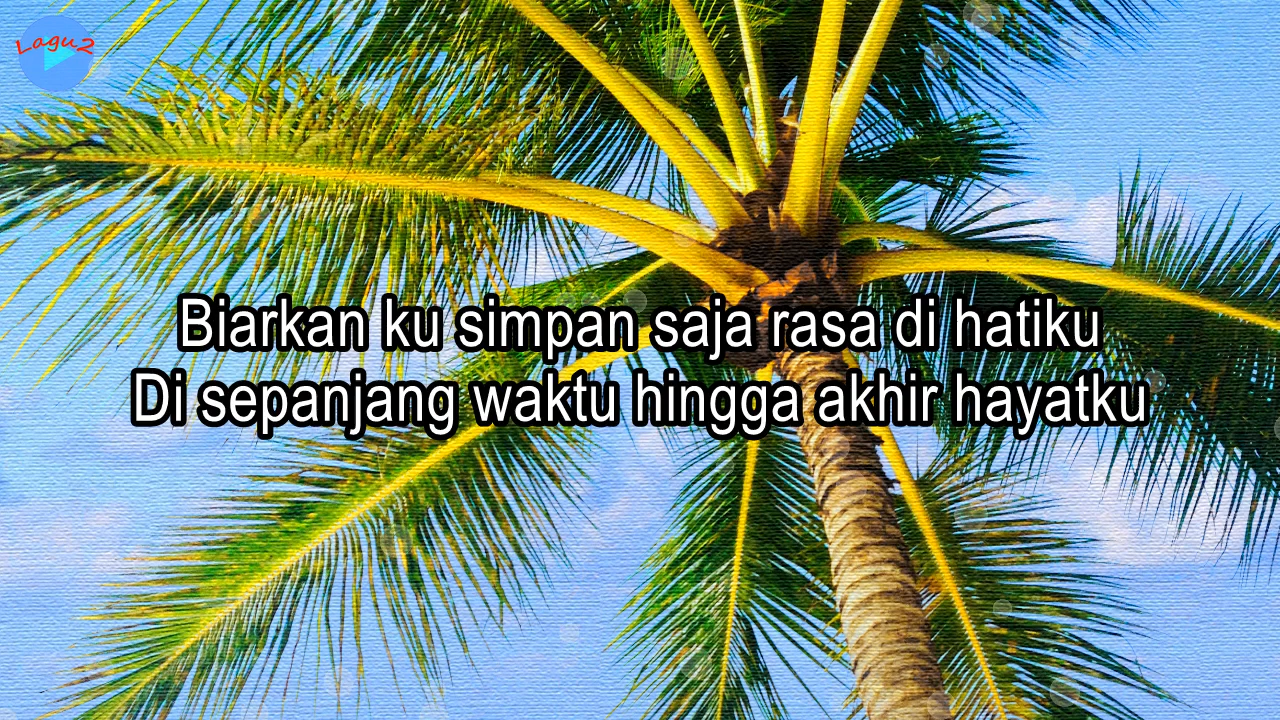 Lagu2
Biarkan ku simpan saja rasa di hatiku
Di sepanjang waktu hingga akhir hayatku